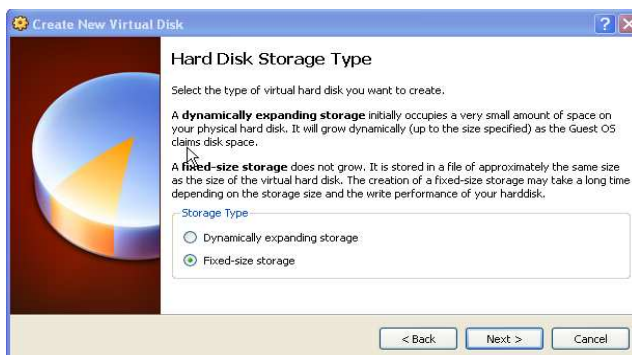 Create New Virtual Disk
Hard Disk Storage Type
Select the type of virtual hard disk you want to create.
A dynamically expanding storage initially occupies a very small amount of space on
your physical hard disk. It will grow dynamically (up to the size specified) as the Guest OS
claims disk space.
A fixed-size storage does not grow. It is stored in a file of approximately the same size
as the size of the virtual hard disk. The creation of a fixed-size storage may take a long time
depending on the storage size and the write performance of your harddisk.
Storage Type
Dynamically expanding storage
Fixed-size storage
< Back
Next >
Cancel